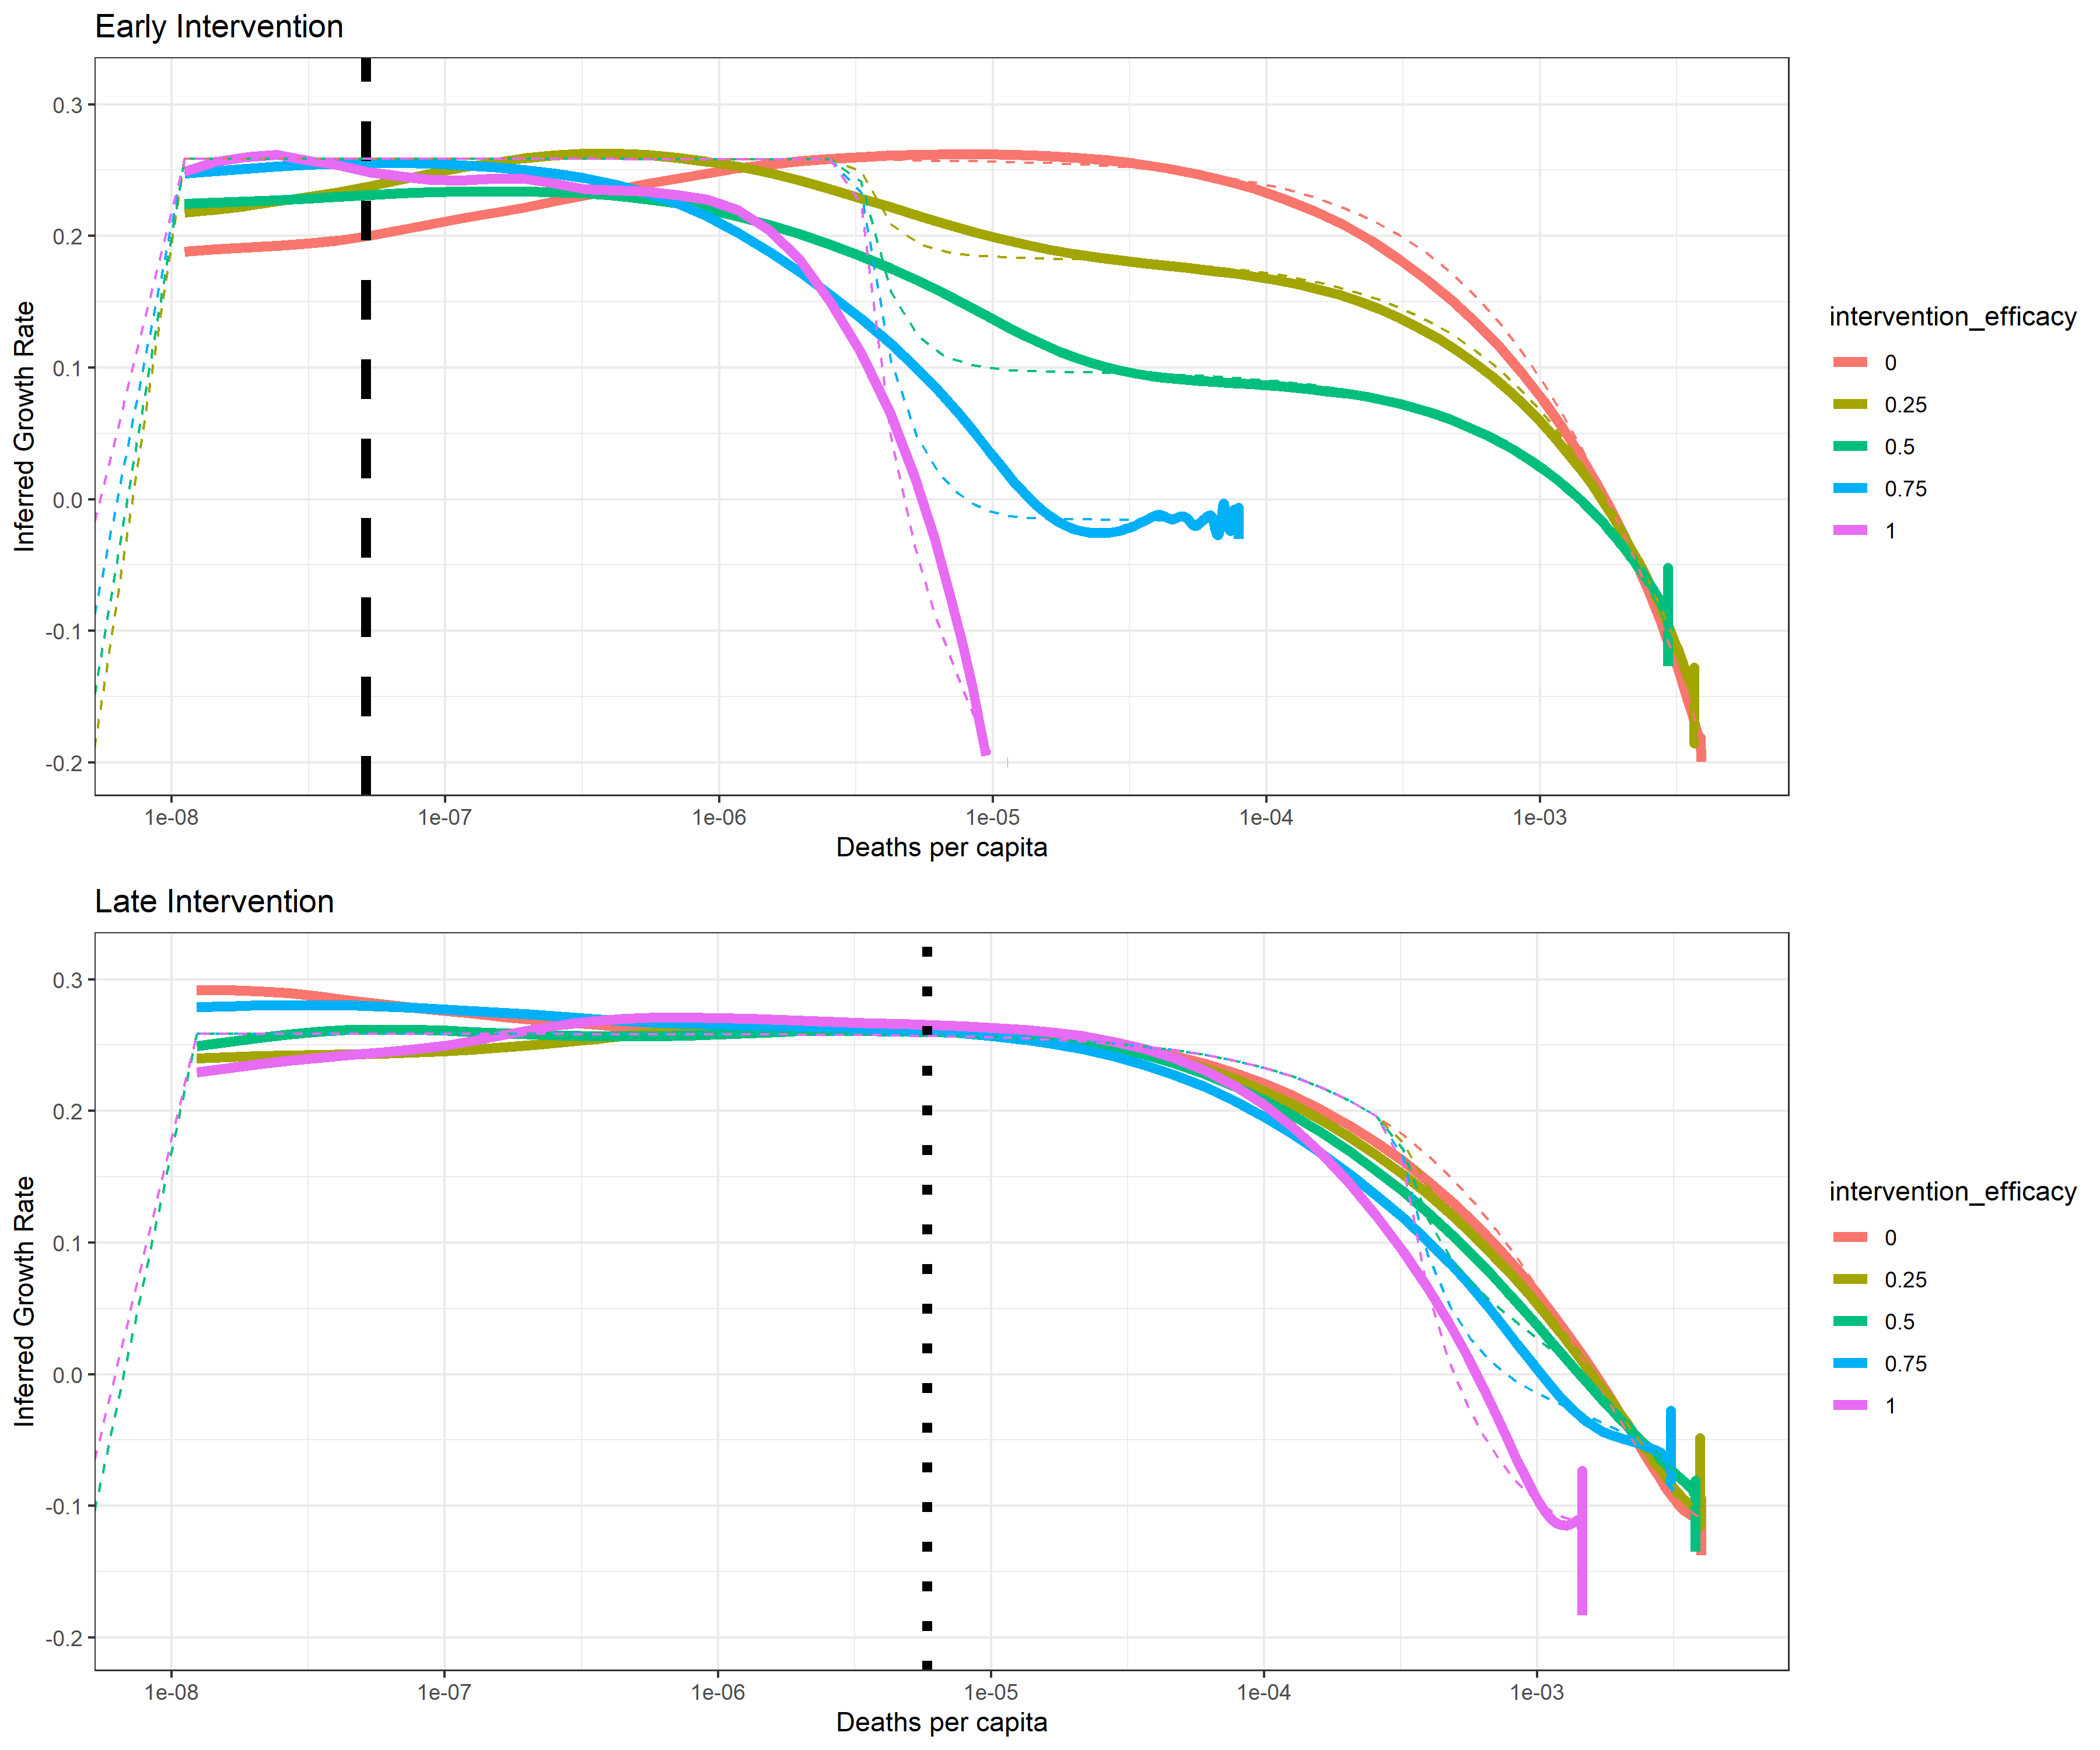 Early Intervention
0.3
0.2
0.1
0.0
-0.1
-0.2
Inferred Growth Rate
1e-08 1e-07 1e-06 1e-05 1e-04 1e-03
Deaths per capita
intervention_efficacy
0
0.25
0.5
0.75
1
Late Intervention
0.3
0.2
0.1
0.0
-0.1
-0.2
Inferred Growth Rate
1e-08 1e-07 1e-06 1e-05 1e-04 1e-03
Deaths per capita
intervention_efficacy
0
0.25
0.5
0.75
1